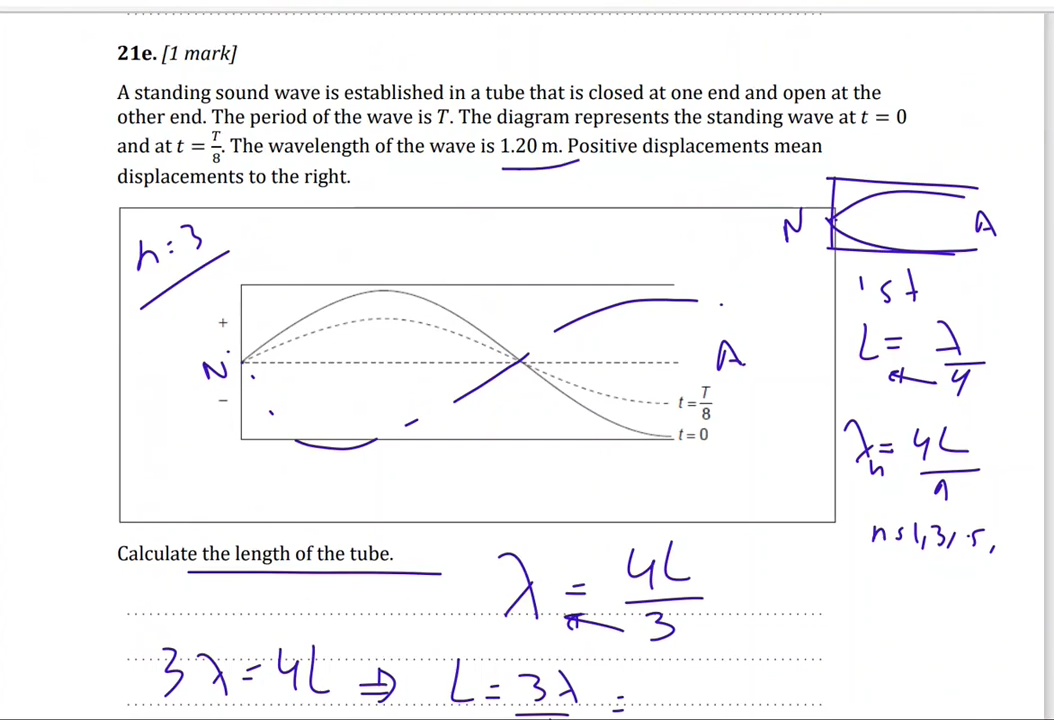 21e. [1 mark]
A standing sound wave is established in a tube that is closed at one end and open at the
other end. The period of the wave is T. The diagram represents the standing wave at t = 0
and at t = T/8. The wavelength of the wave is 1.20 m. Positive displacements mean
displacements to the right.
n:3
N A
1st
L = λ/4
λn = 4L/n
n s 1, 3, 5,
+
N
–
A
t = T/8
t = 0
Calculate the length of the tube.
λ = 4L/3
3λ = 4L ⇒ L = 3λ =